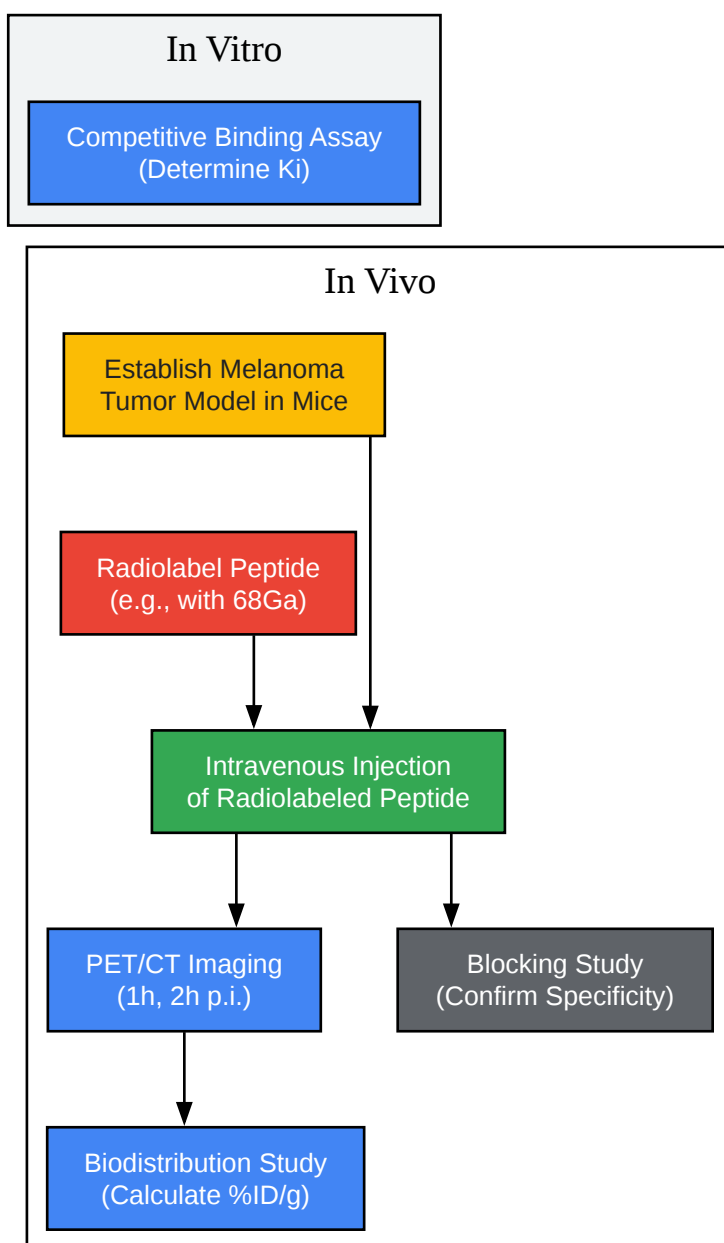 In Vitro
Competitive Binding Assay
(Determine Ki)
In Vivo
Establish Melanoma
Tumor Model in Mice
Radiolabel Peptide
(e.g., with 68Ga)
Intravenous Injection
of Radiolabeled Peptide
PET/CT Imaging
(1h, 2h p.i.)
Blocking Study
(Confirm Specificity)
Biodistribution Study
(Calculate %ID/g)